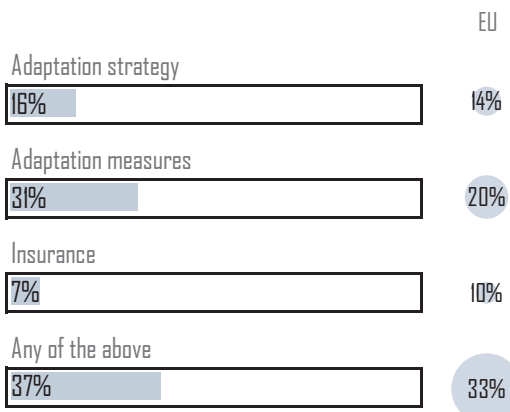 EU
Adaptation strategy
16% 14%
Adaptation measures
31% 20%
Insurance
7% 10%
Any of the above
37% 33%